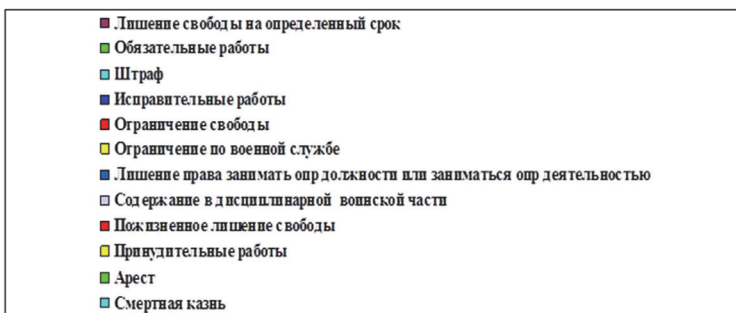 Лишение свободы на определенный срок
Обязательные работы
Штраф
Исправительные работы
Ограничение свободы
Ограничение по военной службе
Лишение права занимать опр должности или заниматься опр деятельностью
Содержание в дисциплинарной воинской части
Пожизненное лишение свободы
Принудительные работы
Арест
Смертная казнь